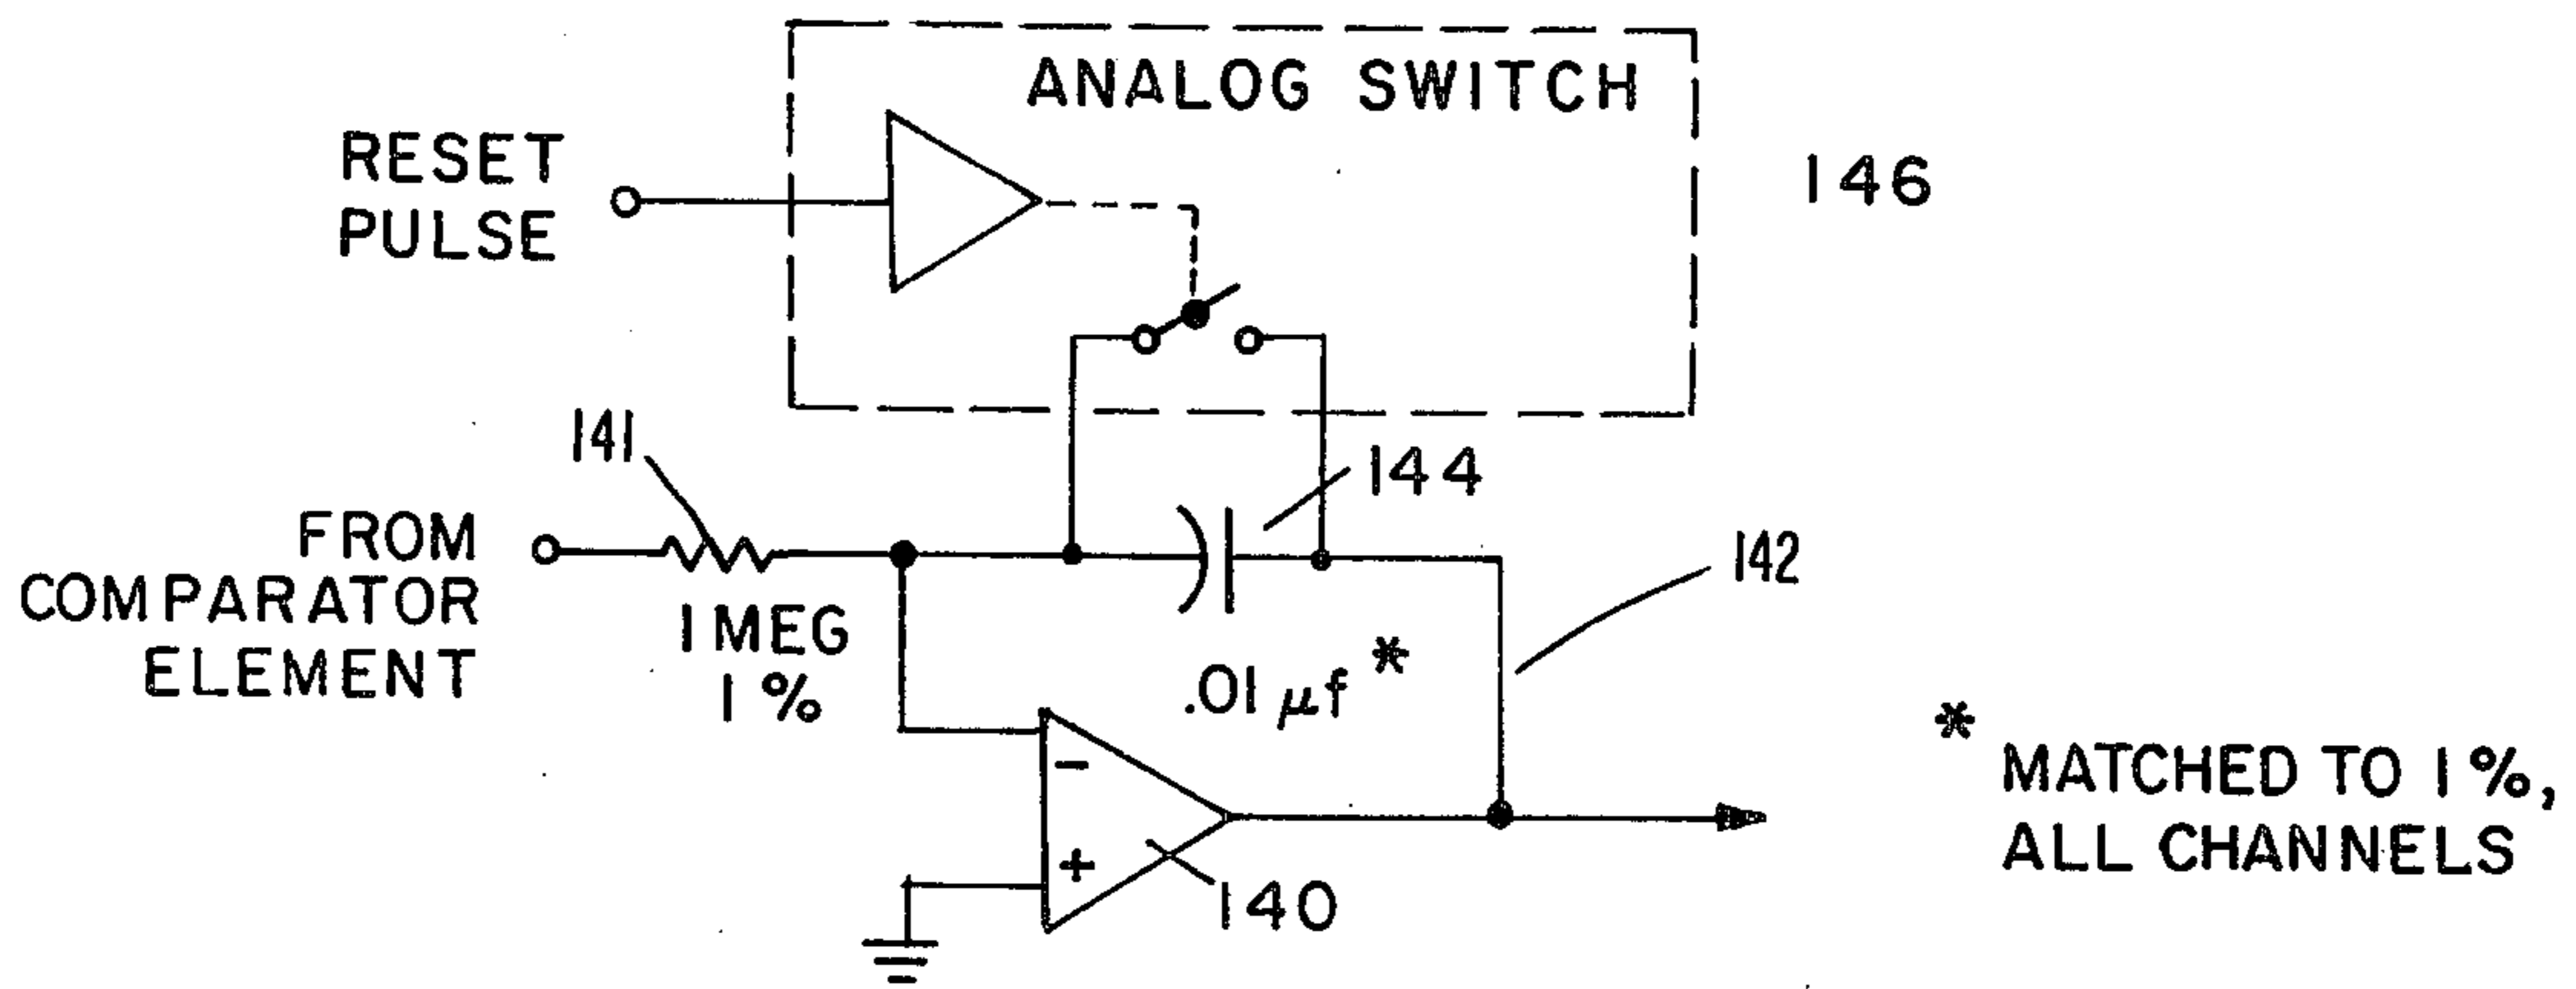 ANALOG SWITCH
RESET
PULSE
146
141
144
FROM
COMPARATOR
ELEMENT
1 MEG
1 %
.01 μf *
142
- 
+
140
* MATCHED TO 1 %,
ALL CHANNELS